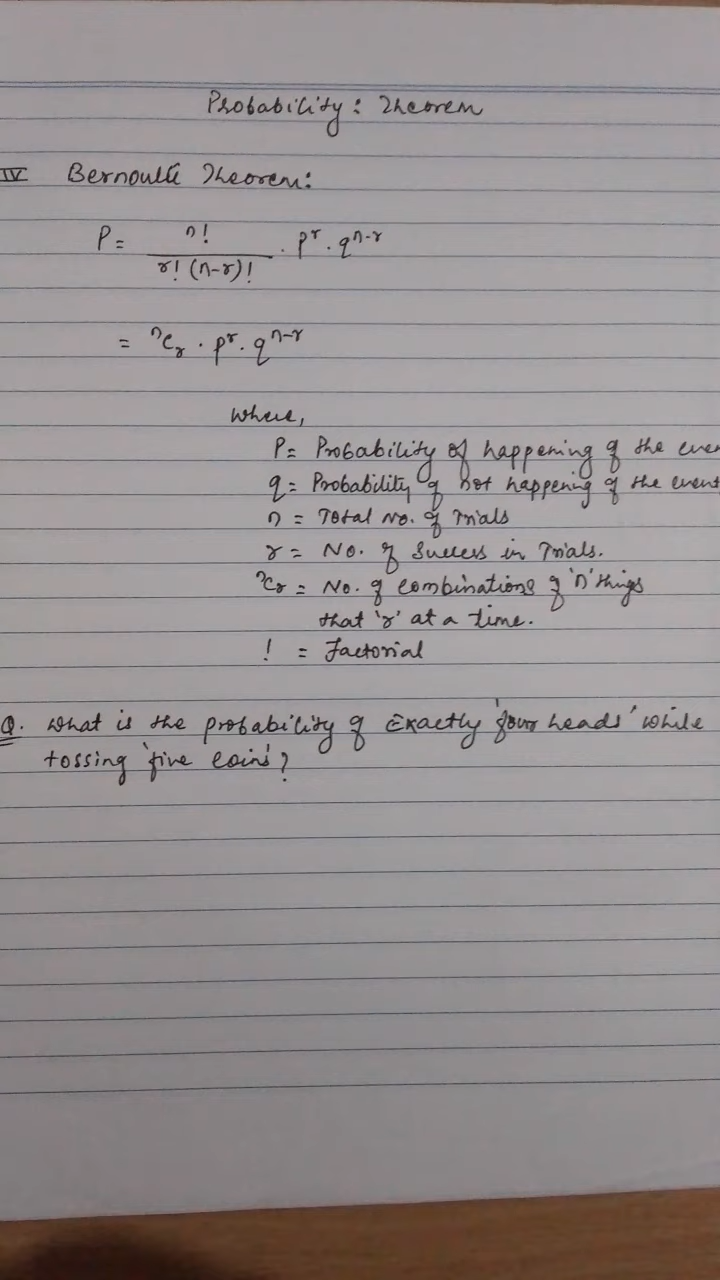 Probability: Theorem
IV Bernoulli Theorem:
P = n! / r! (n-r)! . p^r . q^n-r
= ⁿCᵣ . p^r . q^n-r
Where,
P = Probability of happening of the even
q = Probability of not happening of the event
n = Total No. of Trials
r = No. of Success in Trials.
ⁿCᵣ = No. of combinations of 'n' things
that 'r' at a time.
! = Factorial
Q. What is the probability of Exactly 'four heads' while
tossing 'five coins'?